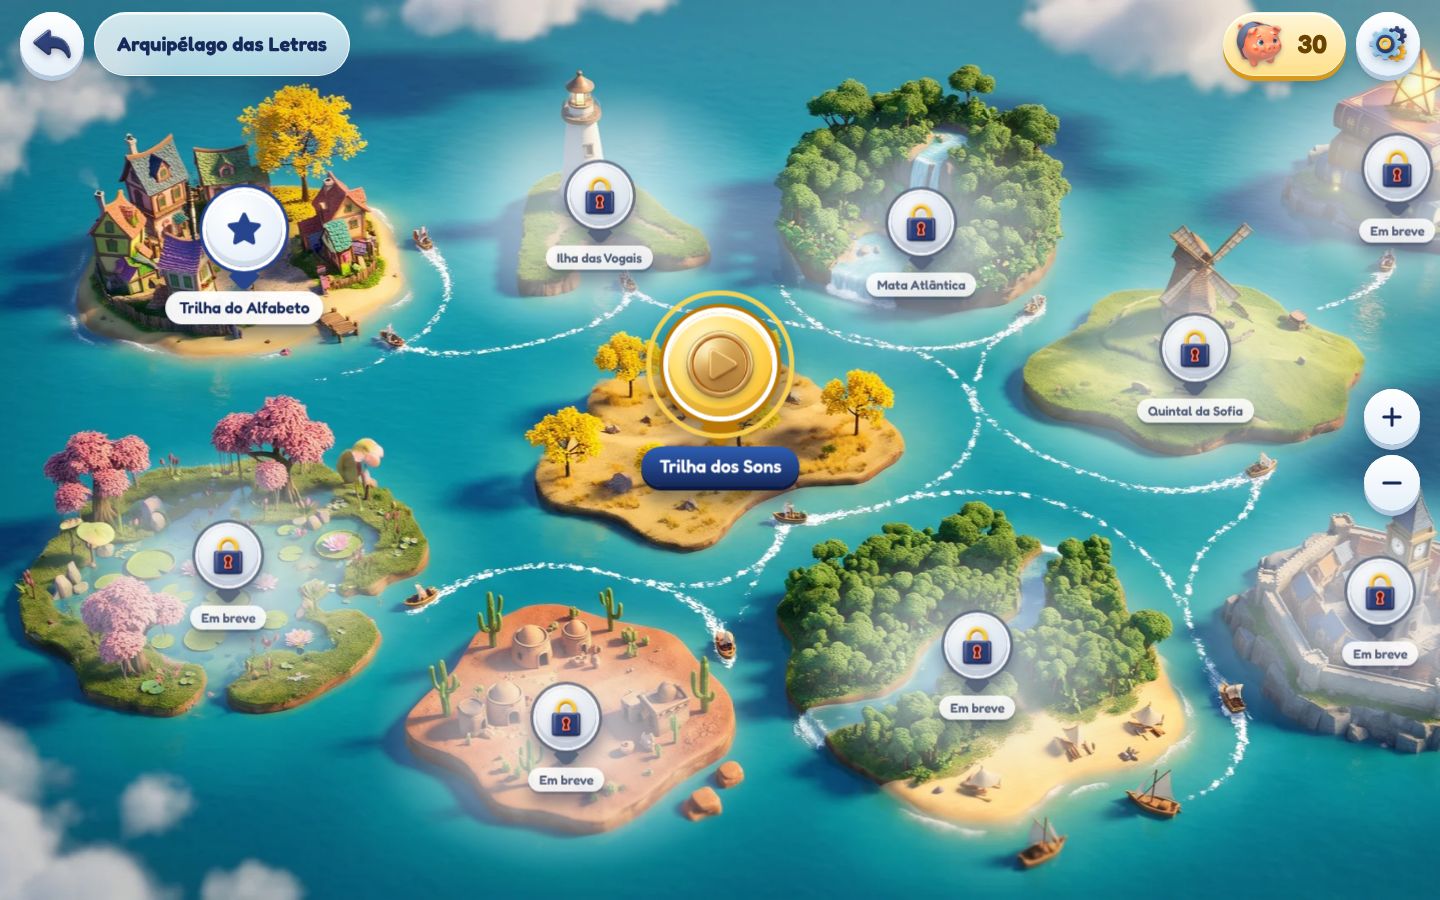 Arquipélago das Letras
30
Ilha das Vogais
Mata Atlântica
Em breve
Trilha do Alfabeto
Quintal da Sofia
Trilha dos Sons
Em breve
Em breve
Em breve
Em breve